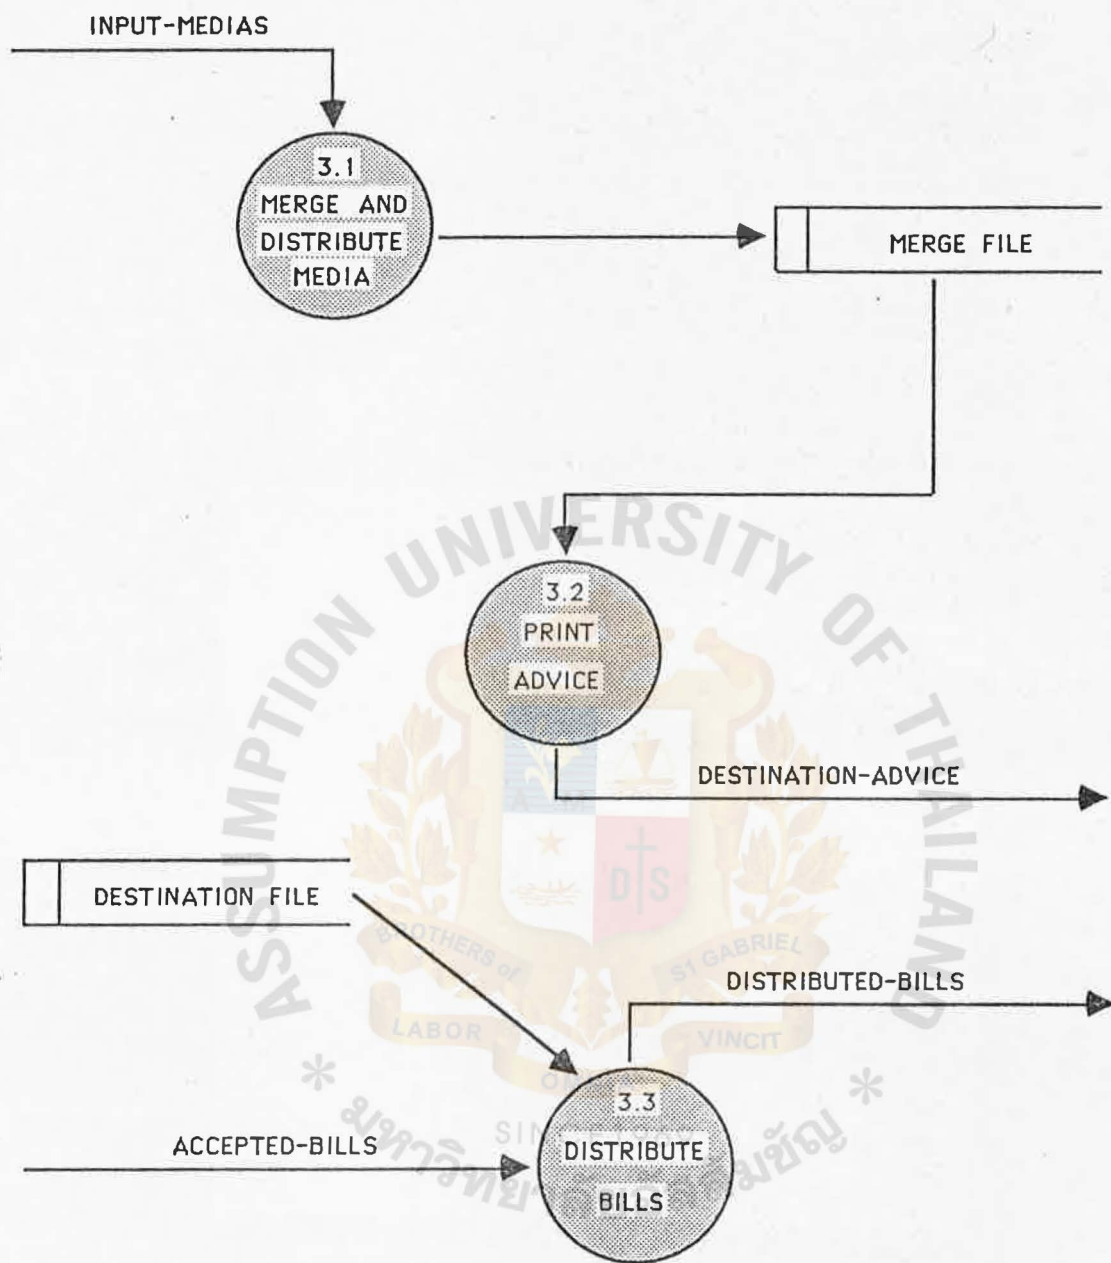 INPUT-MEDIAS
3.1
MERGE AND
DISTRIBUTE
MEDIA
MERGE FILE
3.2
PRINT
ADVICE
DESTINATION-ADVICE
DESTINATION FILE
DISTRIBUTED-BILLS
ACCEPTED-BILLS
3.3
DISTRIBUTE
BILLS
ASSUMPTION UNIVERSITY OF THAILAND
D S
BROTHERS of
ST GABRIEL
LABOR
VINCIT